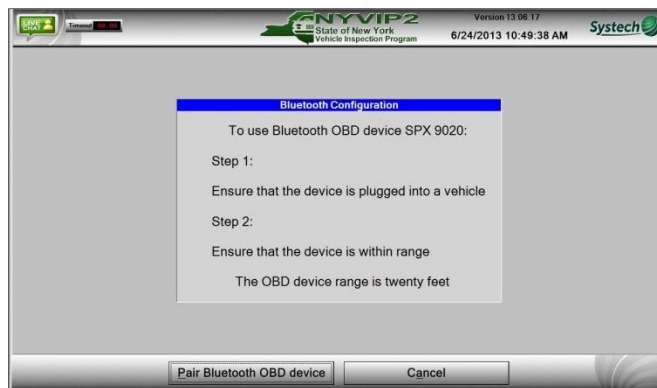 LIVE CHAT
Timeout 00:00
NYVIP2
State of New York
Vehicle Inspection Program
Version 13.06.17
6/24/2013 10:49:38 AM
Systech
Bluetooth Configuration
To use Bluetooth OBD device SPX 9020:
Step 1:
Ensure that the device is plugged into a vehicle
Step 2:
Ensure that the device is within range
The OBD device range is twenty feet
Pair Bluetooth OBD device
Cancel